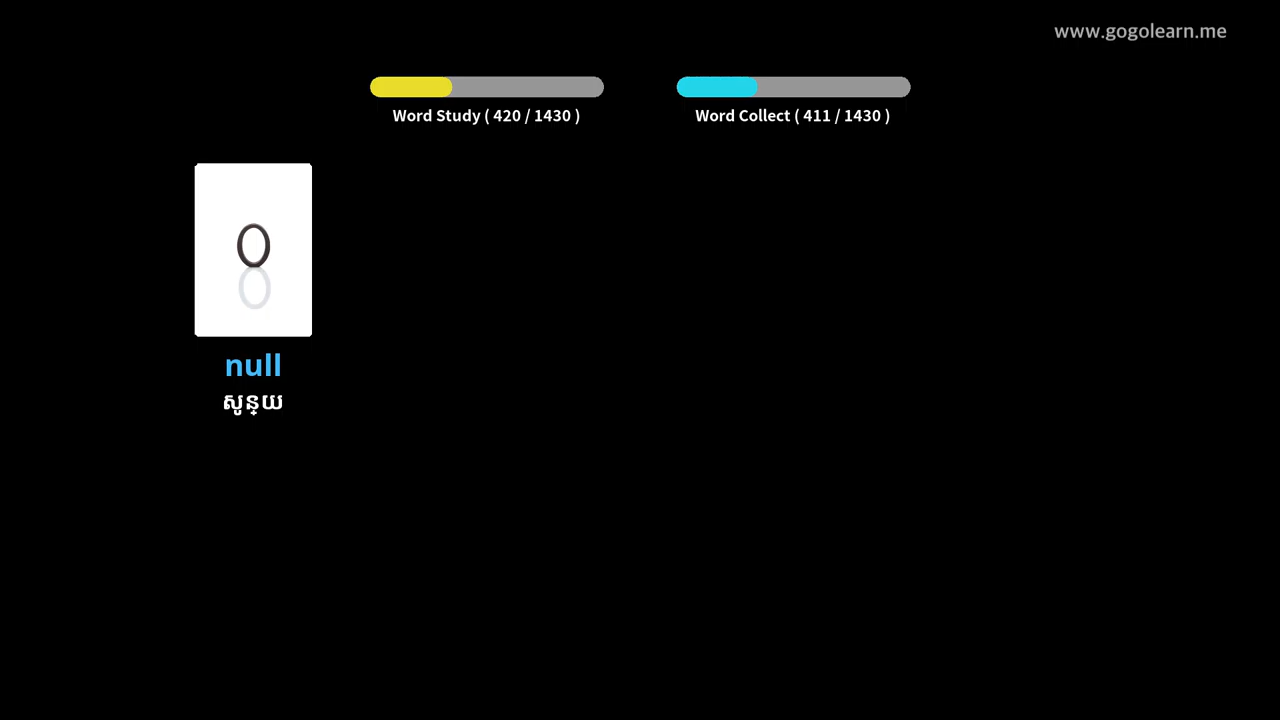 www.gogolearn.me
Word Study ( 420 / 1430 )
Word Collect ( 411 / 1430 )
0
null
សូន្យ